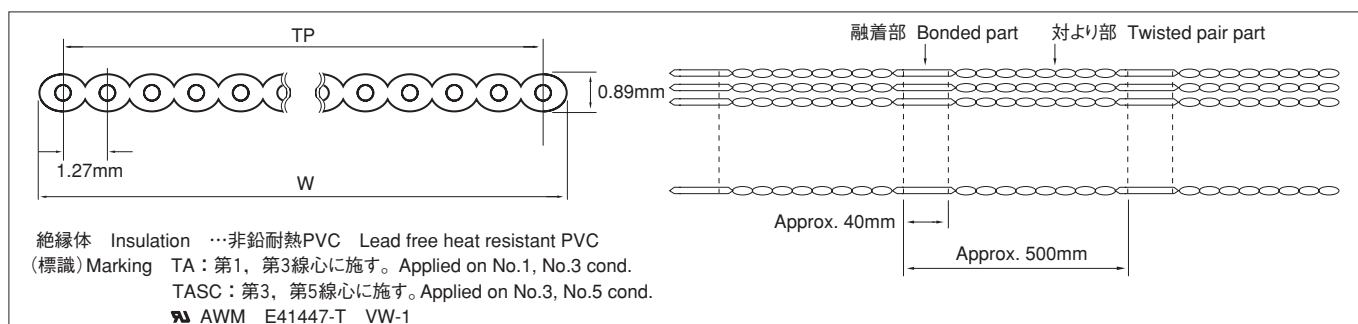 TP
0.89mm
1.27mm
W
融着部 Bonded part
対より部 Twisted pair part
Approx. 40mm
Approx. 500mm
絶縁体 Insulation …非鉛耐熱PVC Lead free heat resistant PVC
(標識)Marking TA:第1，第3線心に施す。Applied on No.1, No.3 cond.
TASC:第3，第5線心に施す。Applied on No.3, No.5 cond.
AWM E41447-T VW-1